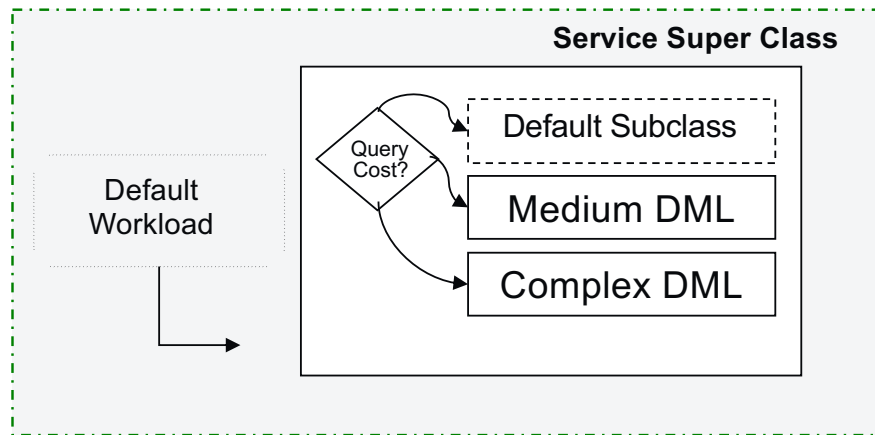 Service Super Class
Default Subclass
Query
Cost?
Default
Workload
Medium DML
Complex DML